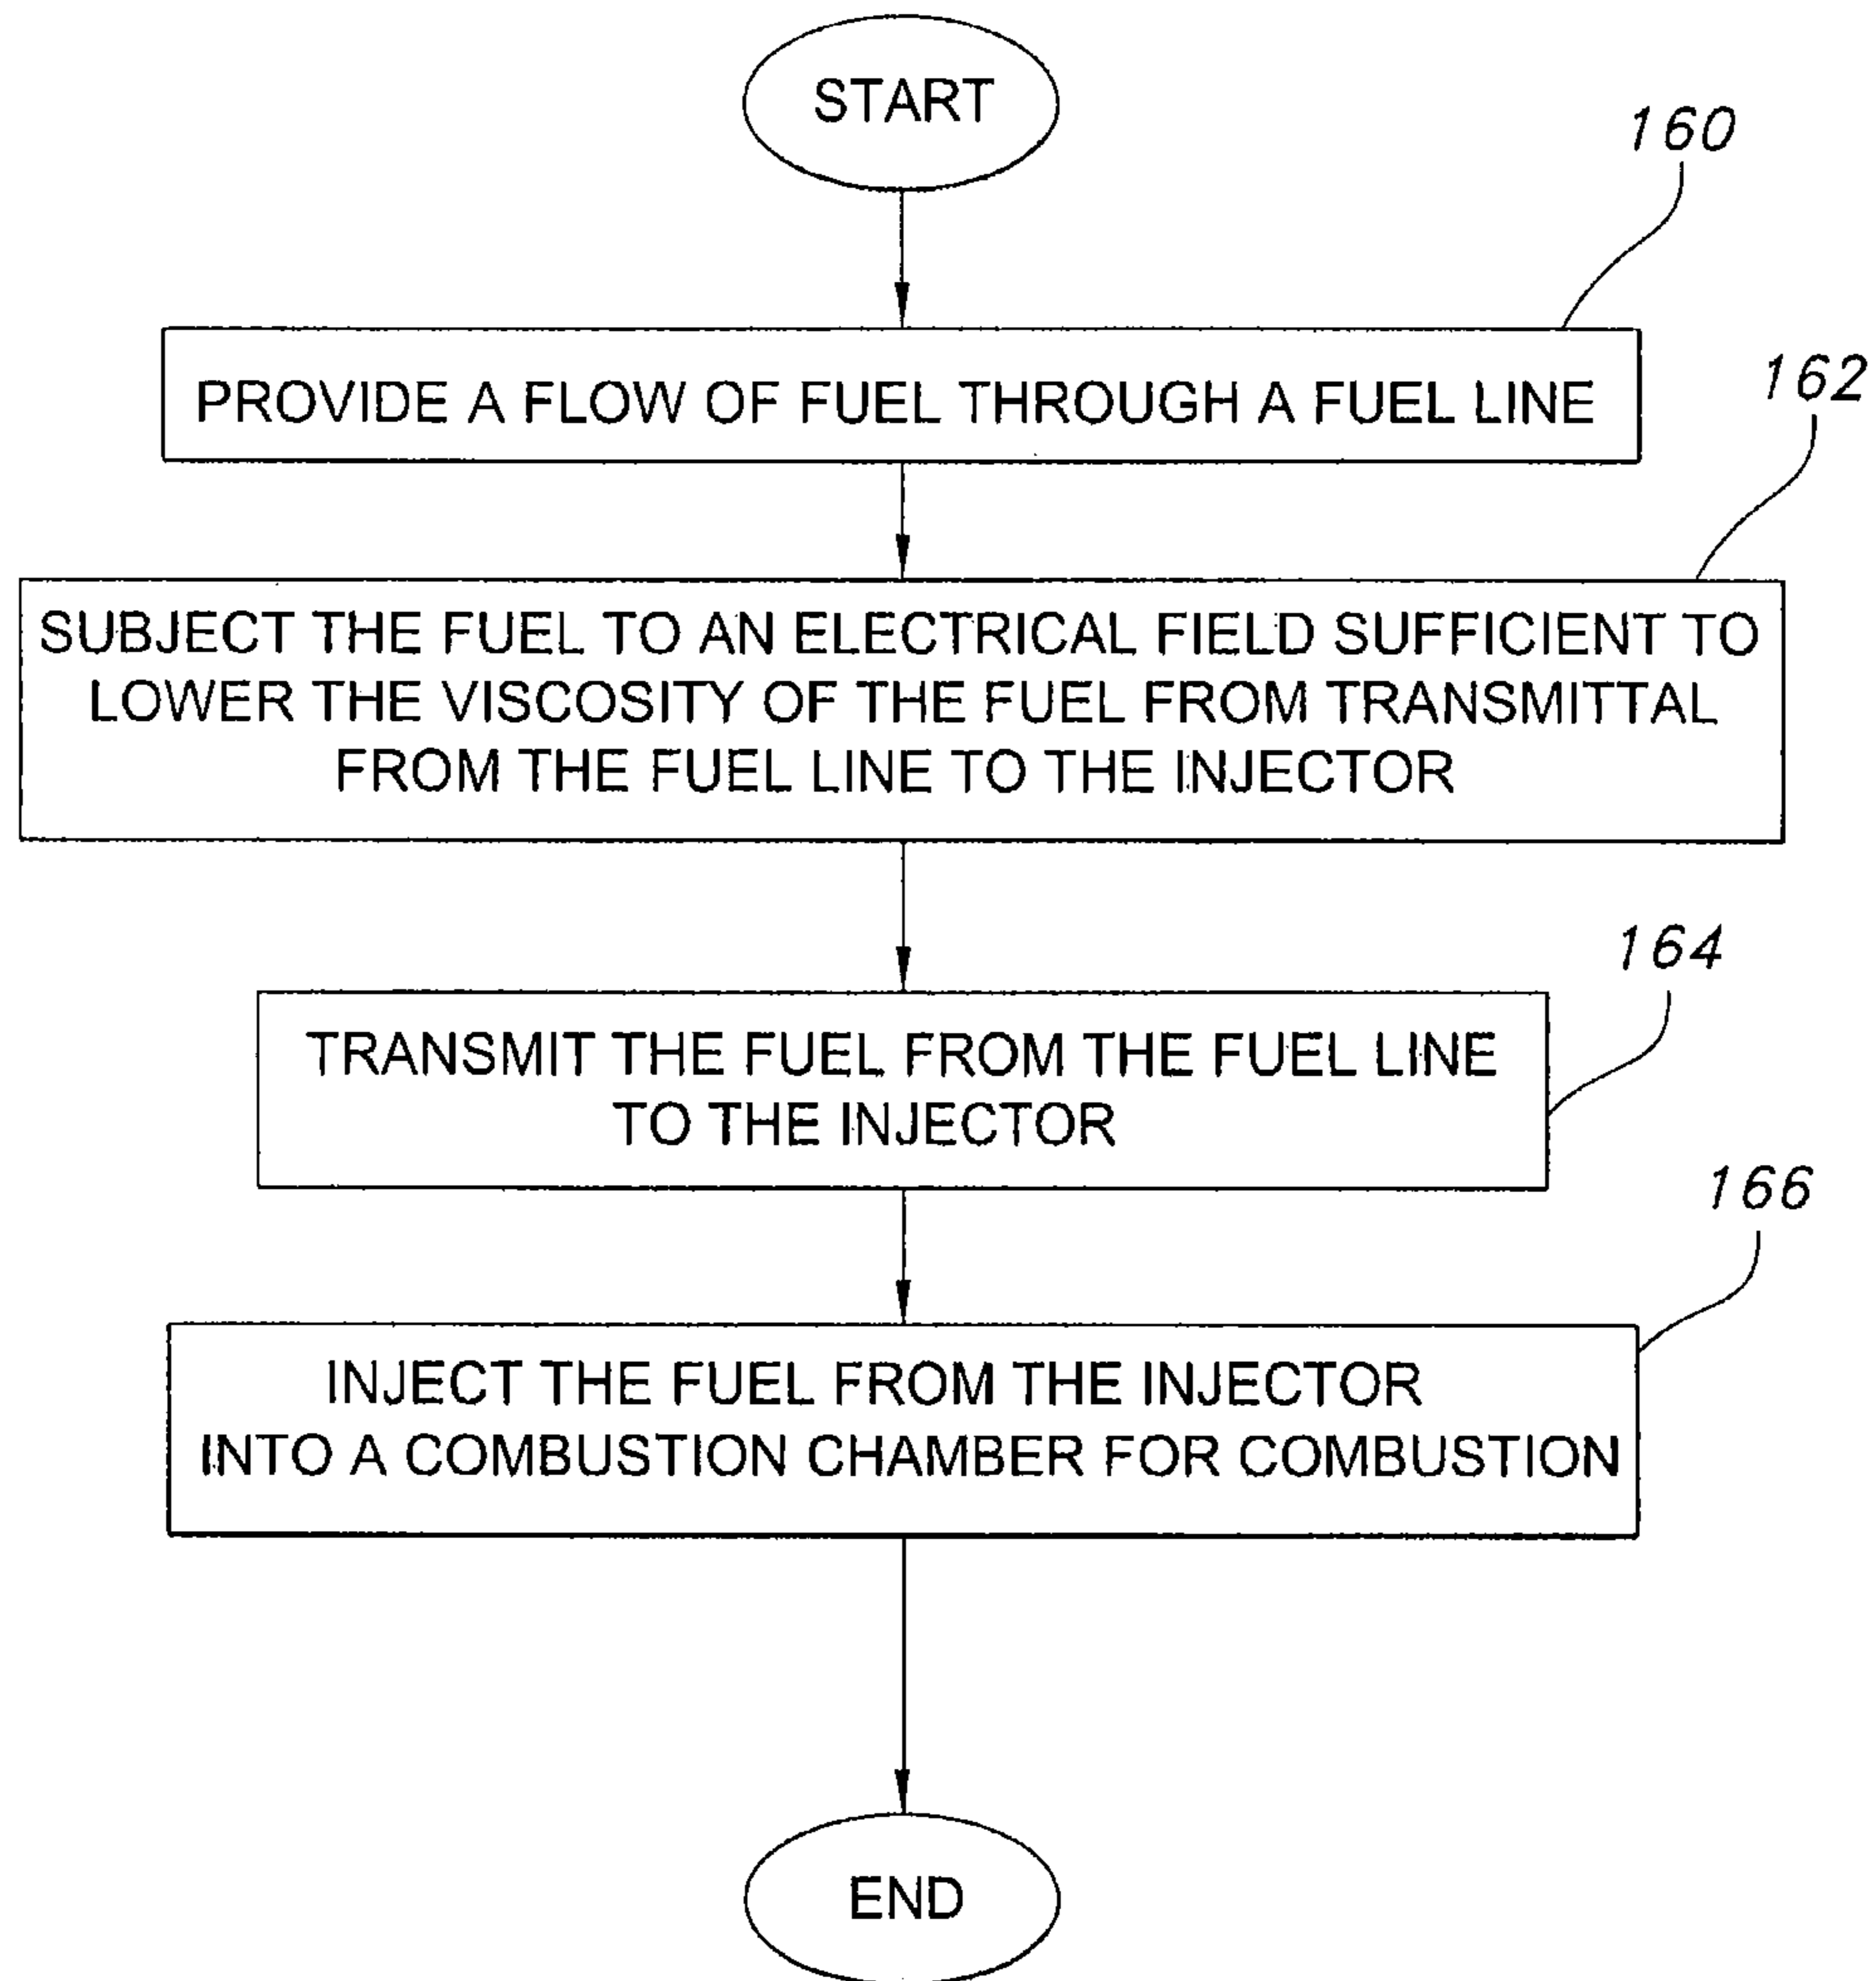 START
160
PROVIDE A FLOW OF FUEL THROUGH A FUEL LINE
162
SUBJECT THE FUEL TO AN ELECTRICAL FIELD SUFFICIENT TO
LOWER THE VISCOSITY OF THE FUEL FROM TRANSMITTAL
FROM THE FUEL LINE TO THE INJECTOR
164
TRANSMIT THE FUEL FROM THE FUEL LINE
TO THE INJECTOR
166
INJECT THE FUEL FROM THE INJECTOR
INTO A COMBUSTION CHAMBER FOR COMBUSTION
END